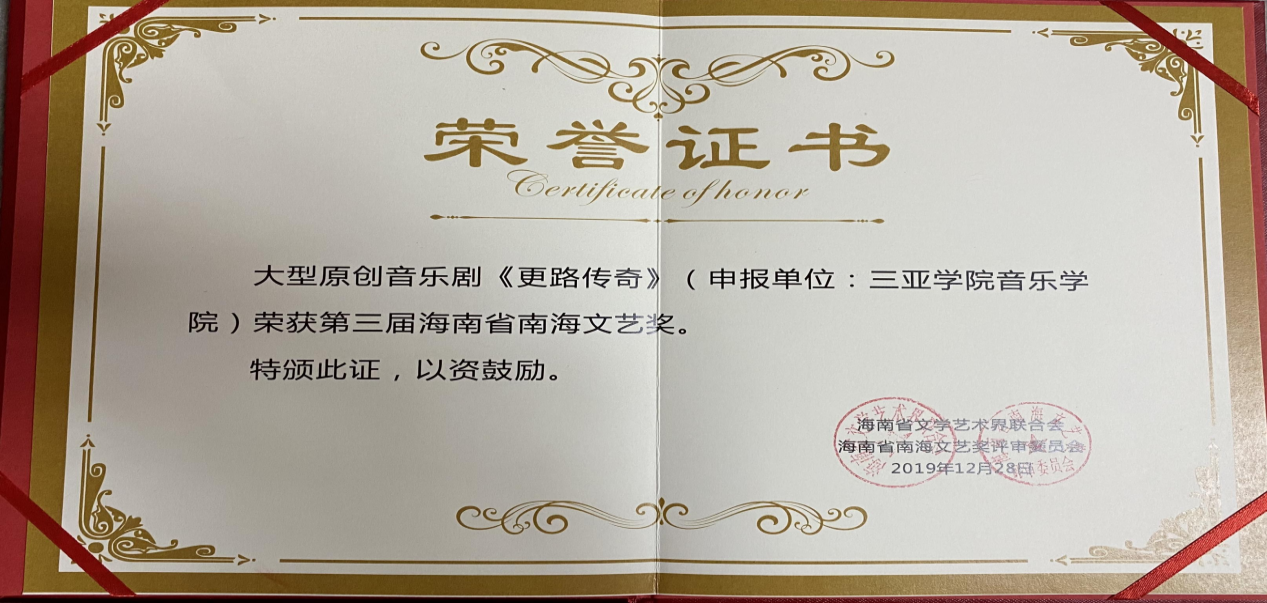 荣誉证书
Certificate of honor
大型原创音乐剧《更路传奇》（申报单位：三亚学院音乐学
院）荣获第三届海南省南海文艺奖。
特颁此证，以资鼓励。
海南省文学艺术界联合会
海南省南海文艺奖评审委员会
2019年12月28日